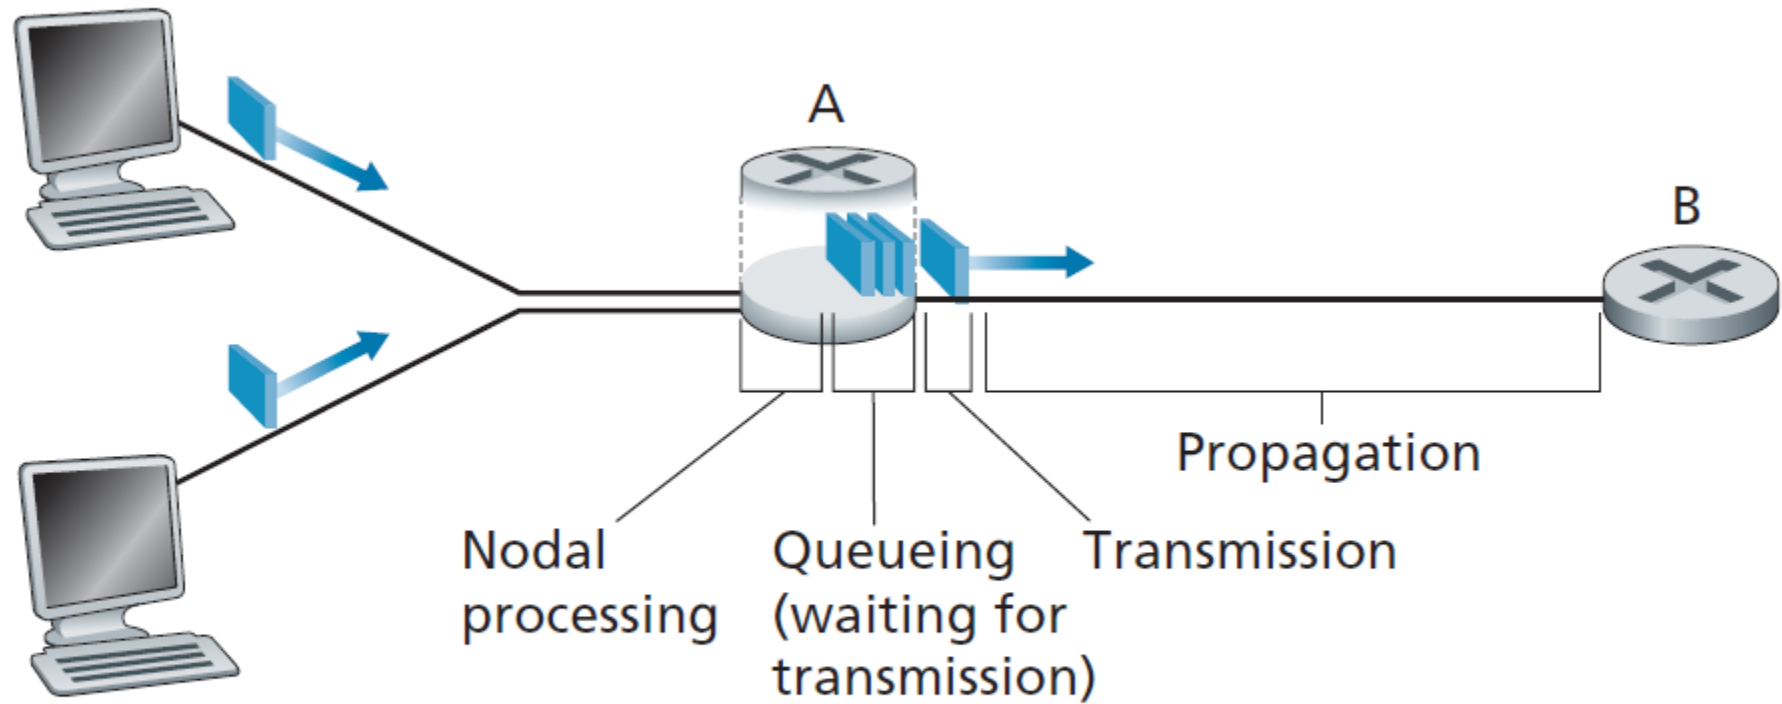 A
B
Propagation
Nodal
processing
Queueing
(waiting for
transmission)
Transmission